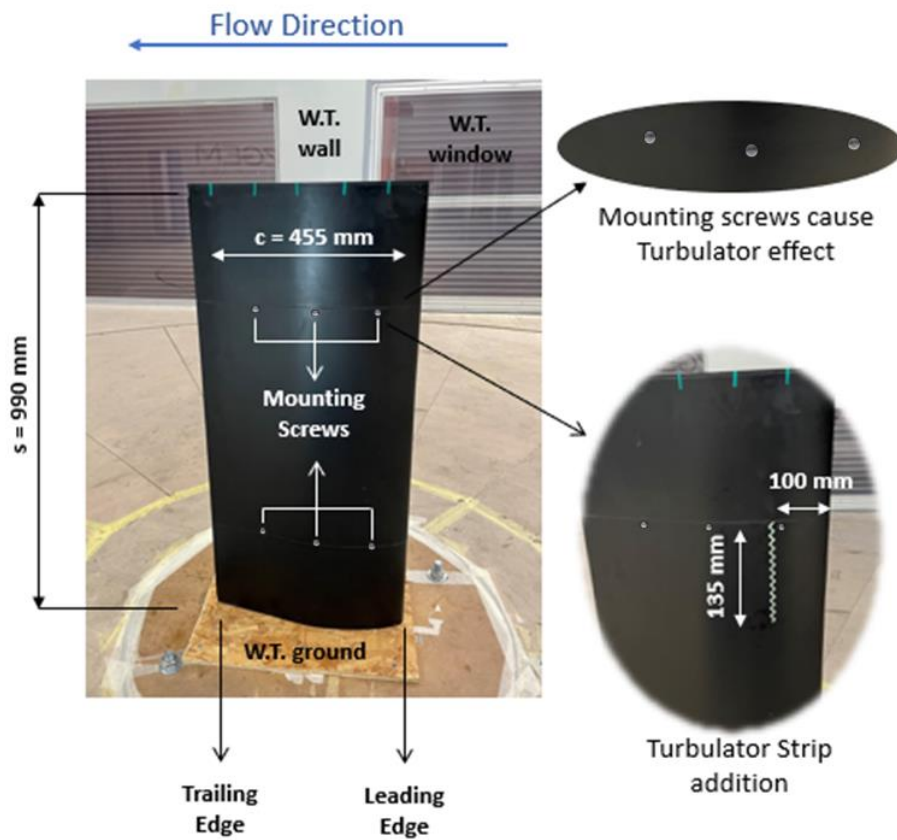 Flow Direction
W.T.
wall
W.T.
window
c = 455 mm
s = 990 mm
Mounting
Screws
W.T. ground
Trailing
Edge
Leading
Edge
Mounting screws cause
Turbulator effect
100 mm
135 mm
Turbulator Strip
addition